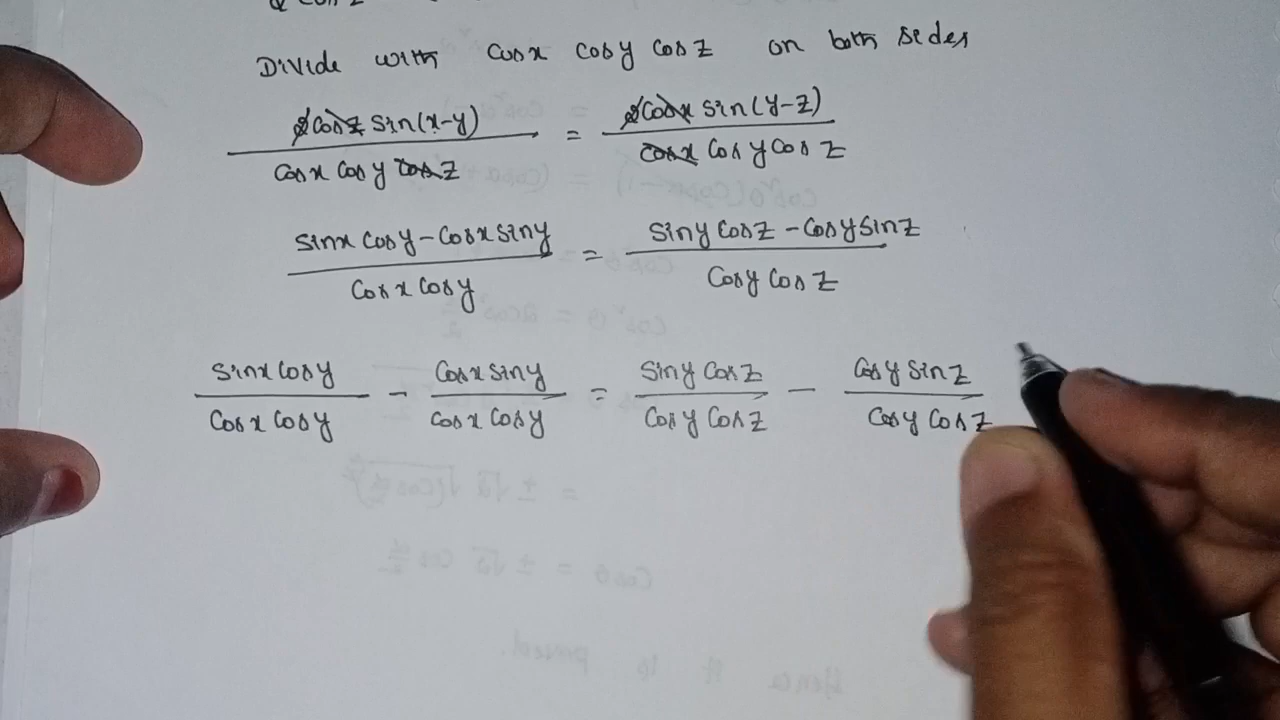 Divide with Cosx cosy cosz on both sides
2cosz sin(x-y) / cosx cosy cosz = 2cosx sin(y-z) / cosx cosy cosz
sinx cosy - cosx siny / cosx cosy = siny cosz - cosy sinz / cosy cosz
sinx cosy / cosx cosy - cosx siny / cosx cosy = siny cosz / cosy cosz - cosy sinz / cosy cosz